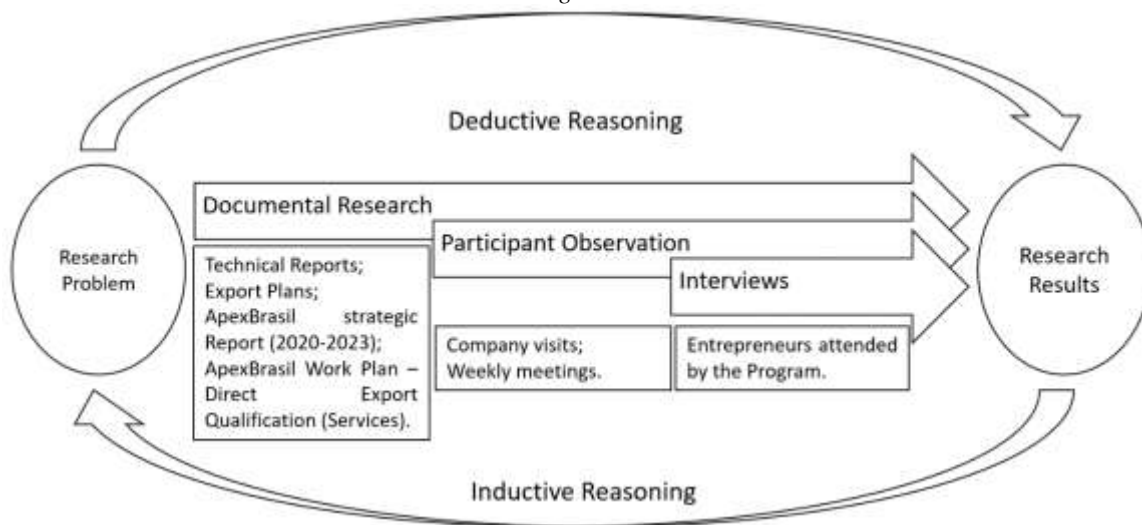 Deductive Reasoning
Documental Research
Participant Observation
Interviews
Research
Problem
Technical Reports;
Export Plans;
ApexBrasil strategic
Report (2020-2023);
ApexBrasil Work Plan –
Direct Export
Qualification (Services).
Company visits;
Weekly meetings.
Entrepreneurs attended
by the Program.
Research
Results
Inductive Reasoning